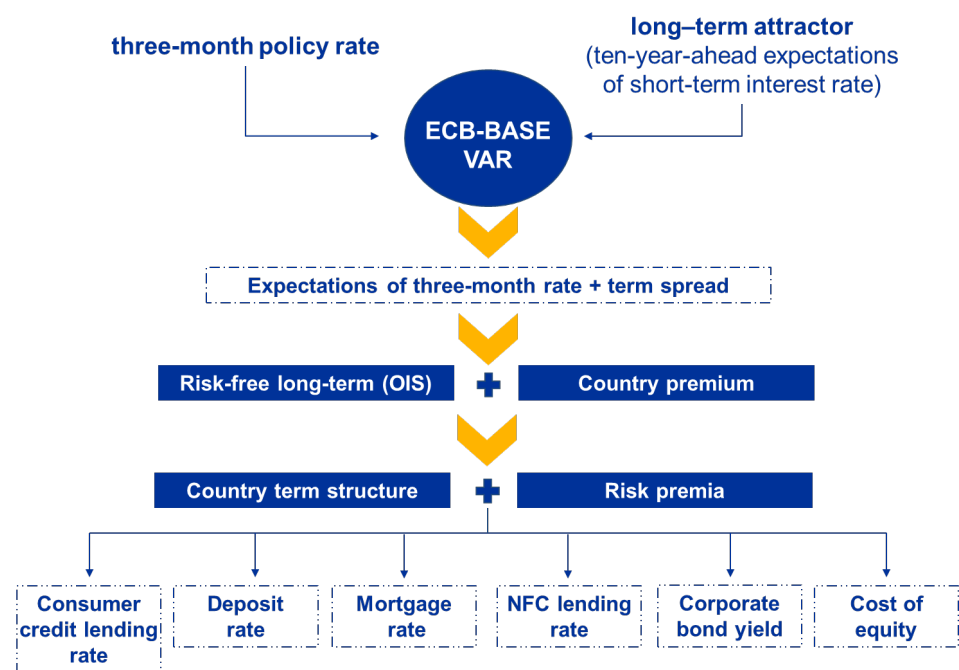 three-month policy rate
long–term attractor
(ten-year-ahead expectations
of short-term interest rate)
ECB-BASE
VAR
Expectations of three-month rate + term spread
Risk-free long-term (OIS)
Country premium
Country term structure
Risk premia
Consumer
credit lending
rate
Deposit
rate
Mortgage
rate
NFC lending
rate
Corporate
bond yield
Cost of
equity